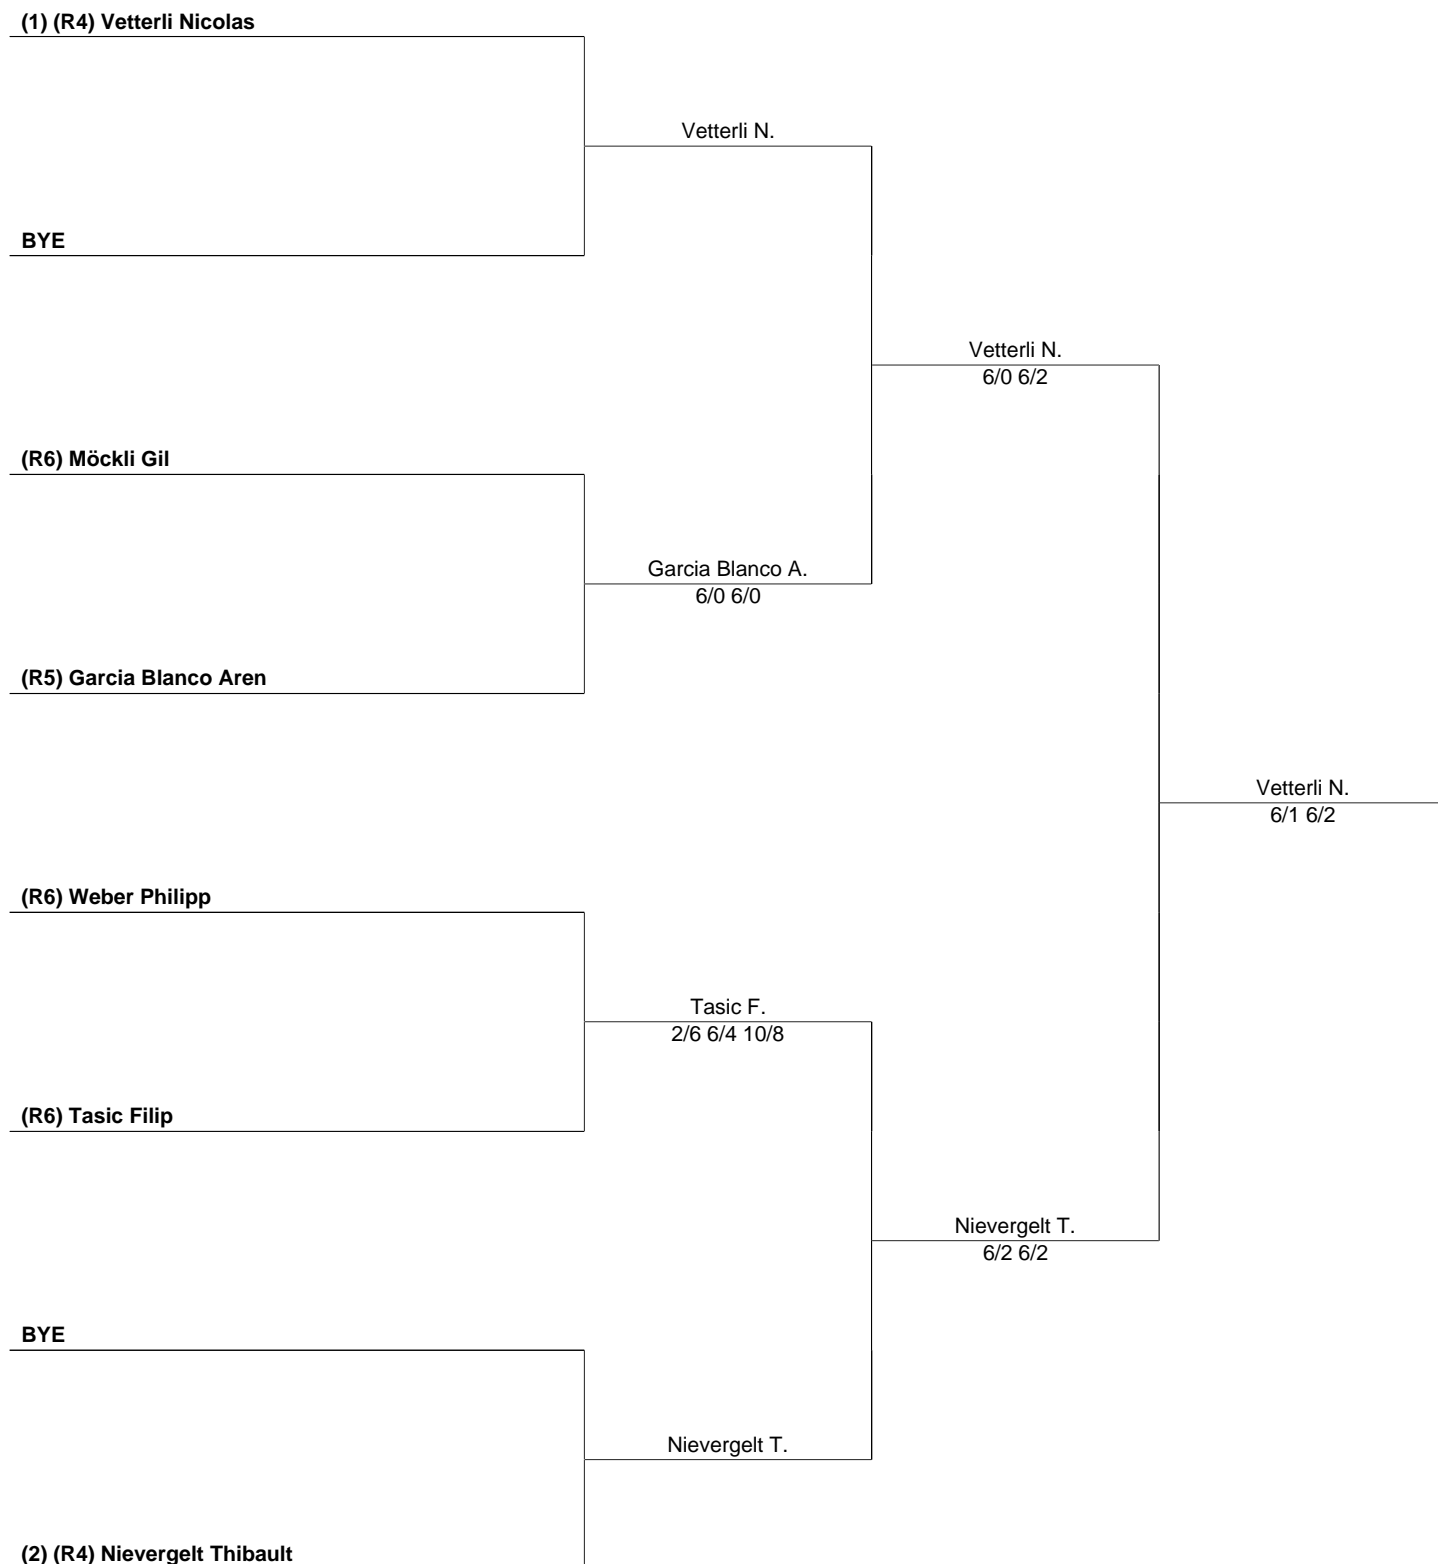 (1) (R4) Vetterli Nicolas
Vetterli N.
BYE
Vetterli N.
6/0 6/2
(R6) Möckli Gil
Garcia Blanco A.
6/0 6/0
(R5) Garcia Blanco Aren
Vetterli N.
6/1 6/2
(R6) Weber Philipp
Tasic F.
2/6 6/4 10/8
(R6) Tasic Filip
Nievergelt T.
6/2 6/2
BYE
Nievergelt T.
(2) (R4) Nievergelt Thibault